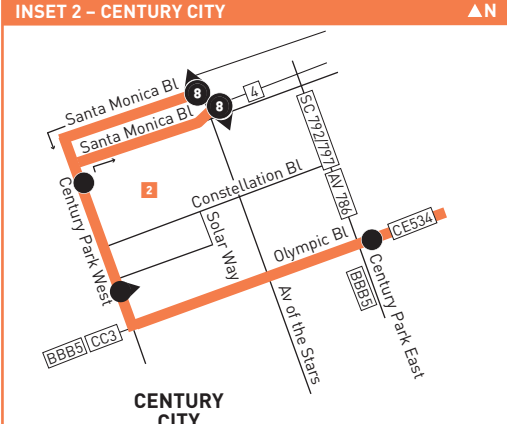 INSET 2 – CENTURY CITY
▲N
Santa Monica Bl
8
Santa Monica Bl
8
4
SC 792/797
AV 786
Century Park West
2
Constellation Bl
Solar Way
Olympic Bl
CE534
BBB5
Century Park East
Av of the Stars
BBB5 CC3
CENTURY
CITY